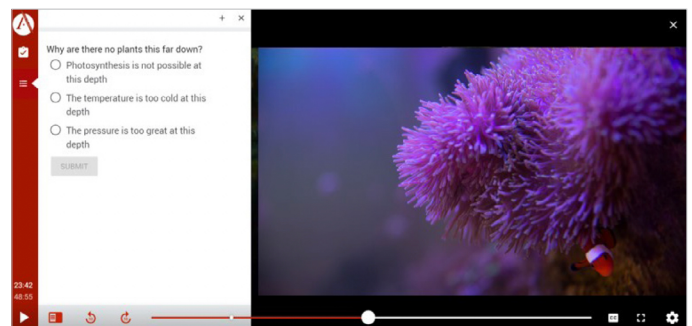 Why are there no plants this far down?
Photosynthesis is not possible at
this depth
The temperature is too cold at this
depth
The pressure is too great at this
depth
SUBMIT
23:42
48:55